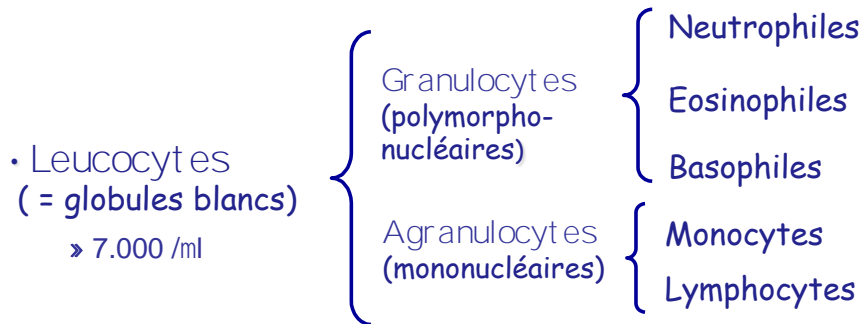 • Leucocytes
( = globules blancs)
» 7.000 /ml
Granulocytes
(polymorpho-
nucléaires)
Neutrophiles
Eosinophiles
Basophiles
Agranulocytes
(mononucléaires)
Monocytes
Lymphocytes